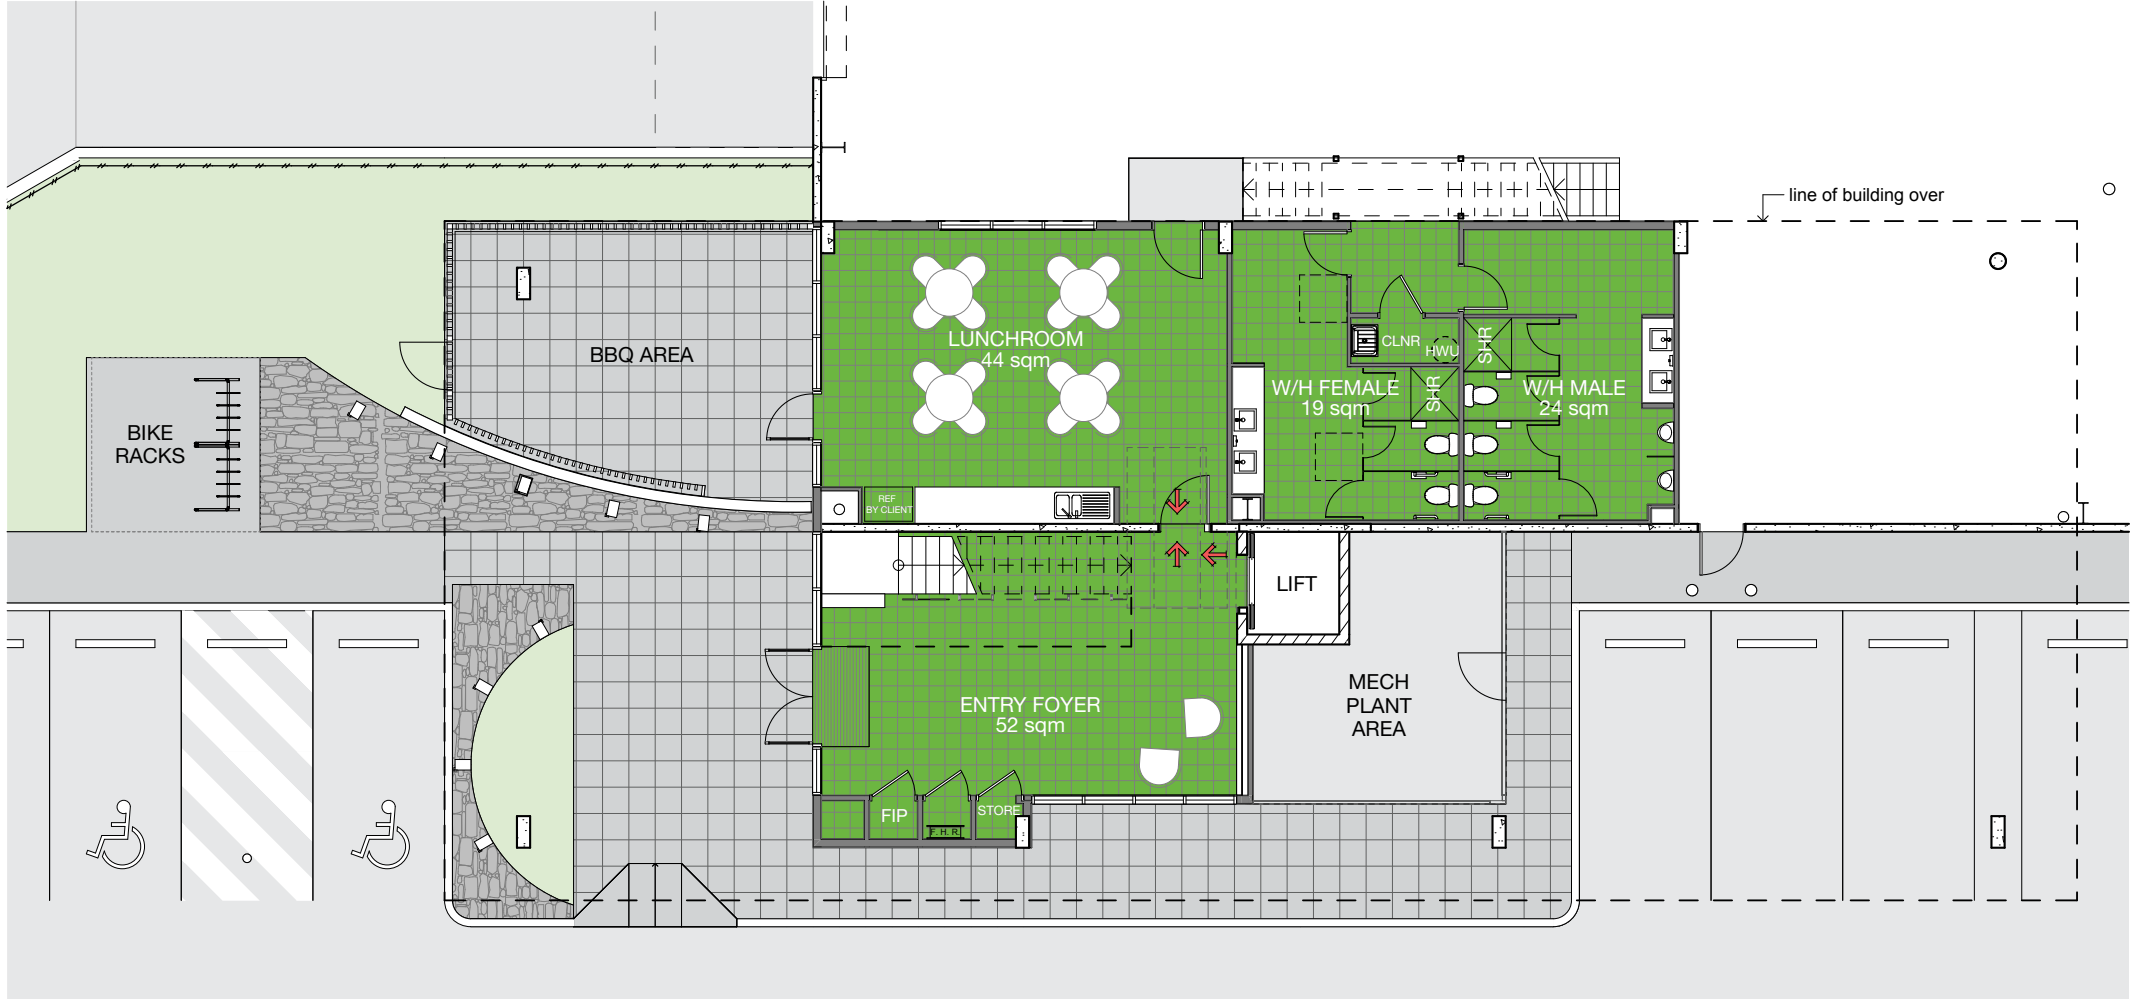 line of building over
BBQ AREA
LUNCHROOM
44 sqm
CLNR
HWU
SHR
SHR
W/H FEMALE
19 sqm
W/H MALE
24 sqm
BIKE
RACKS
REF
BY CLIENT
LIFT
ENTRY FOYER
52 sqm
MECH
PLANT
AREA
FIP
F. H. R.
STORE